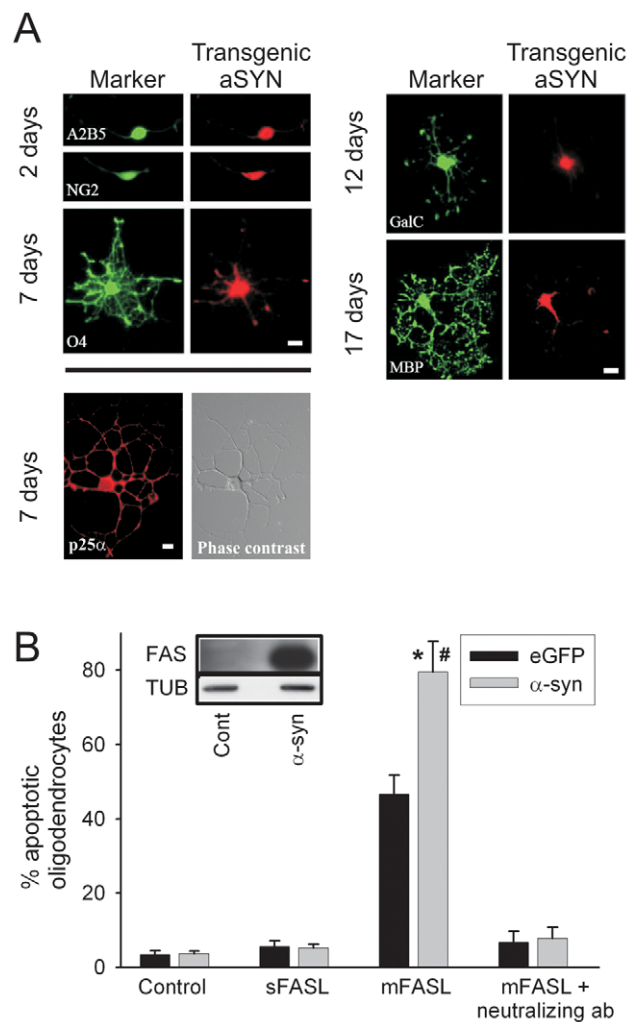 A
Marker
Transgenic
aSYN
2 days
A2B5
NG2
7 days
O4
7 days
p25α
Phase contrast
Marker
Transgenic
aSYN
12 days
GalC
17 days
MBP
B
FAS
TUB
Cont
α-syn
* #
eGFP
α-syn
% apoptotic
oligodendrocytes
80
60
40
20
0
Control
sFASL
mFASL
mFASL +
neutralizing ab